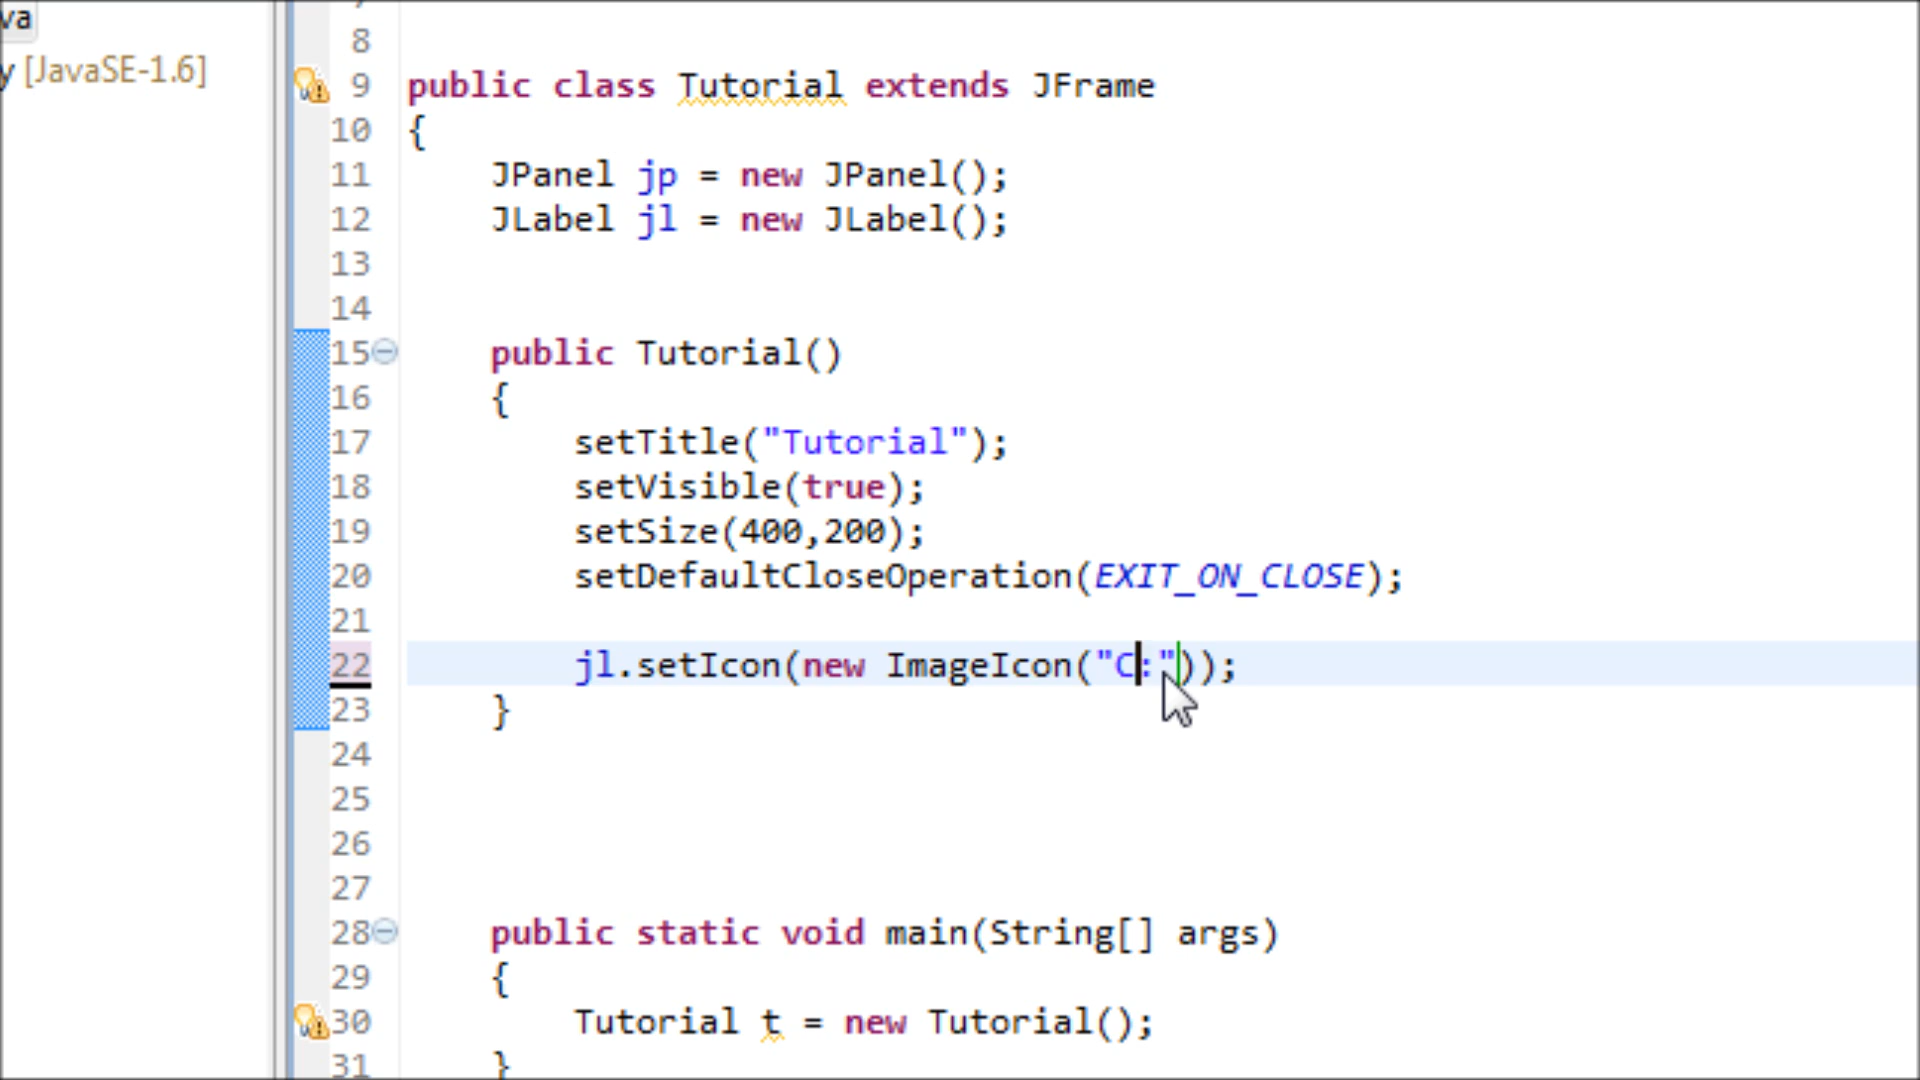 va
y [JavaSE-1.6]
8
9 public class Tutorial extends JFrame
10 {
11 JPanel jp = new JPanel();
12 JLabel jl = new JLabel();
13
14
15 public Tutorial()
16 {
17 setTitle("Tutorial");
18 setVisible(true);
19 setSize(400,200);
20 setDefaultCloseOperation(EXIT_ON_CLOSE);
21
22 jl.setIcon(new ImageIcon("C:"));
23 }
24
25
26
27
28 public static void main(String[] args)
29 {
30 Tutorial t = new Tutorial();
31 }